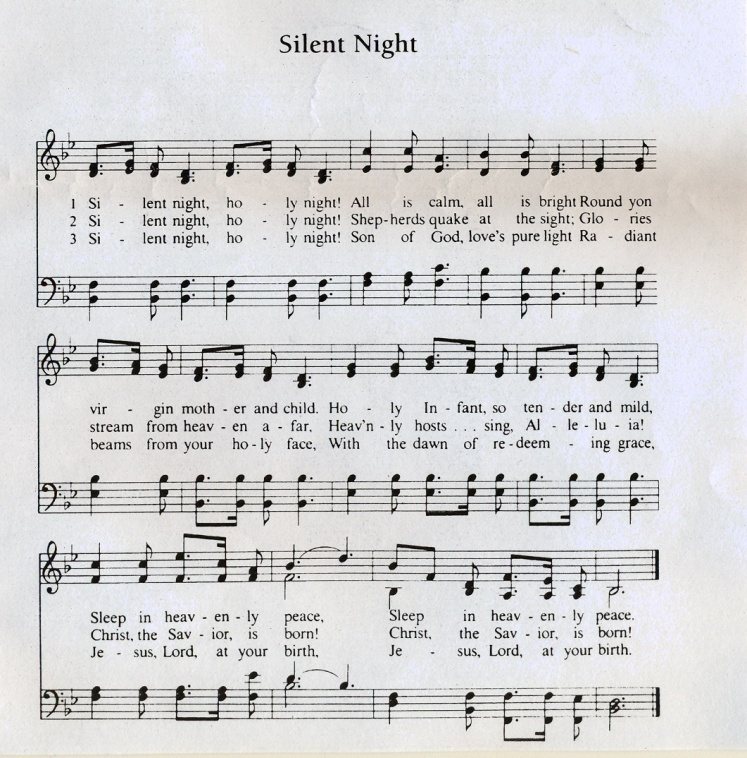 Silent Night
1 Si - lent night, ho - ly night! All is calm, all is bright Round yon
2 Si - lent night, ho - ly night! Shep-herds quake at the sight; Glo - ries
3 Si - lent night, ho - ly night! Son of God, love's pure light Ra - diant
vir - gin moth - er and child. Ho - ly In - fant, so ten - der and mild,
stream from heav - en a - far, Heav'n - ly hosts . . . sing, Al - le - lu - ia!
beams from your ho - ly face, With the dawn of re - deem - ing grace,
Sleep in heav - en - ly peace, Sleep in heav - en - ly peace.
Christ, the Sav - ior, is born! Christ, the Sav - ior, is born!
Je - sus, Lord, at your birth, Je - sus, Lord, at your birth.